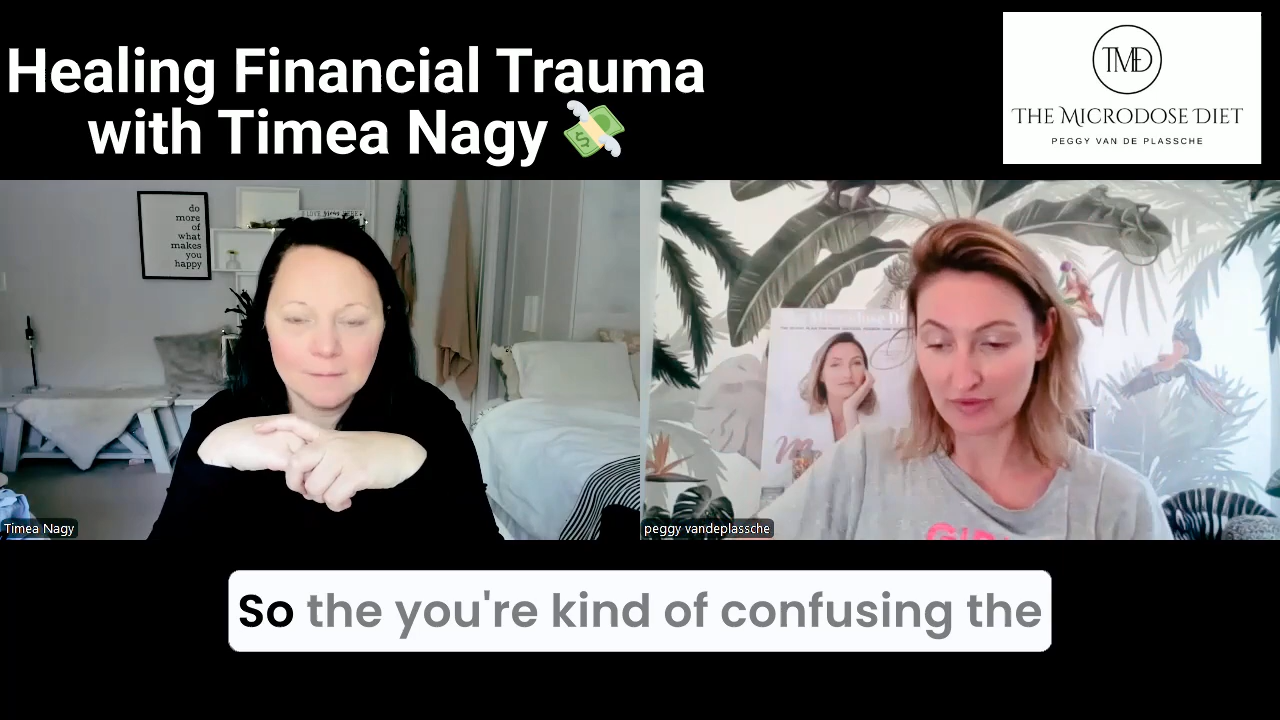 Healing Financial Trauma
with Timea Nagy 💸
TMD
THE MICRODOSE DIET
PEGGY VAN DE PLASSCHE
do
more
of
what
makes
you
happy
Timea Nagy
peggy vandeplassche
So the you're kind of confusing the